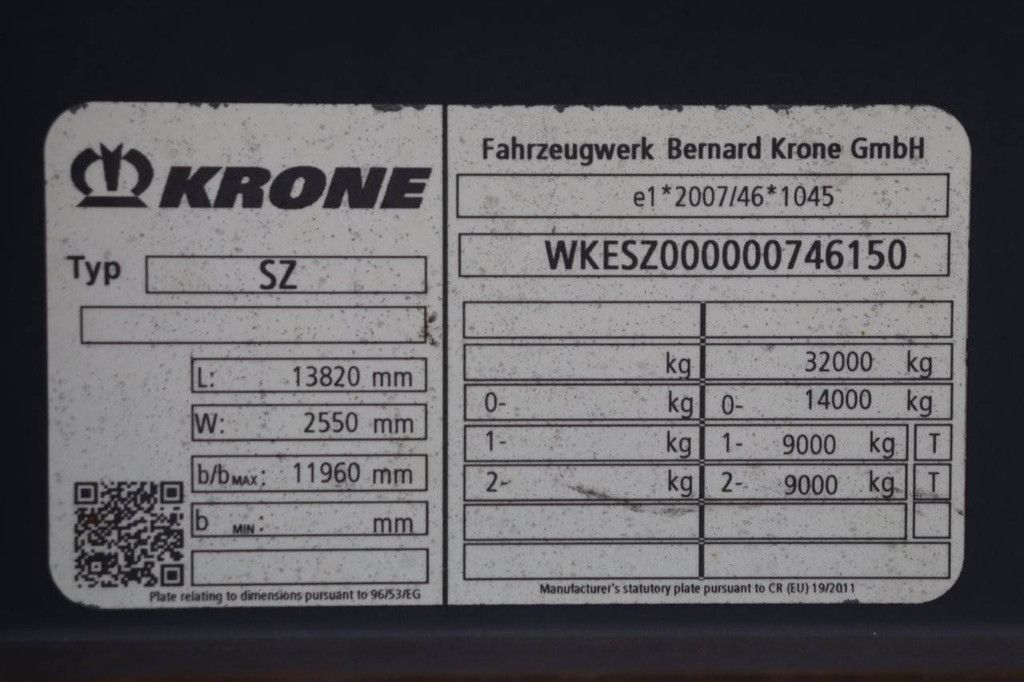 KRONE
Typ SZ
L: 13820 mm
W: 2550 mm
b/bMAX: 11960 mm
b MIN: mm
Plate relating to dimensions pursuant to 96/53/EG
Fahrzeugwerk Bernard Krone GmbH
e1*2007/46*1045
WKESZ000000746150
kg 32000 kg
0- kg 0- 14000 kg
1- kg 1- 9000 kg T
2- kg 2- 9000 kg T
Manufacturer's statutory plate pursuant to CR (EU) 19/2011